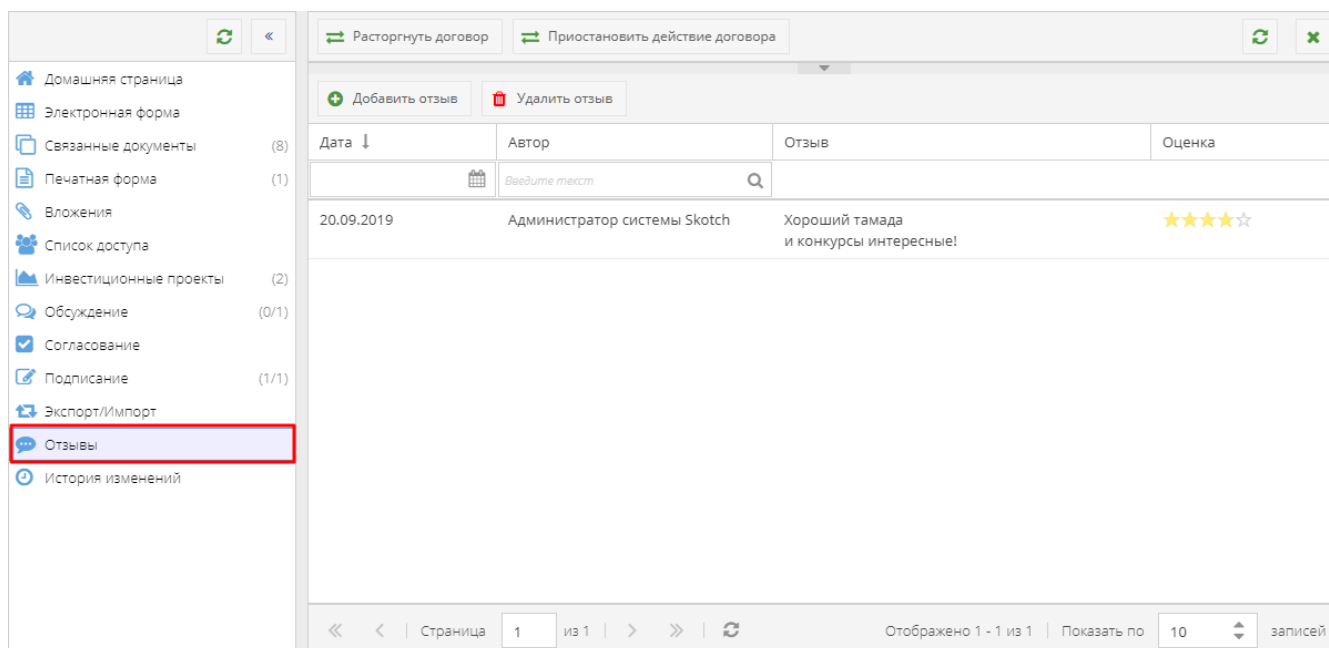 Расторгнуть договор Приостановить действие договора
Домашняя страница
Электронная форма
Связанные документы (8)
Печатная форма (1)
Вложения
Список доступа
Инвестиционные проекты (2)
Обсуждение (0/1)
Согласование
Подписание (1/1)
Экспорт/Импорт
Отзывы
История изменений
Добавить отзыв Удалить отзыв
Дата Автор Отзыв Оценка
Введите текст
20.09.2019 Администратор системы Skotch Хороший тамада
и конкурсы интересные!
Страница 1 из 1 Отображено 1 - 1 из 1 Показать по 10 записей